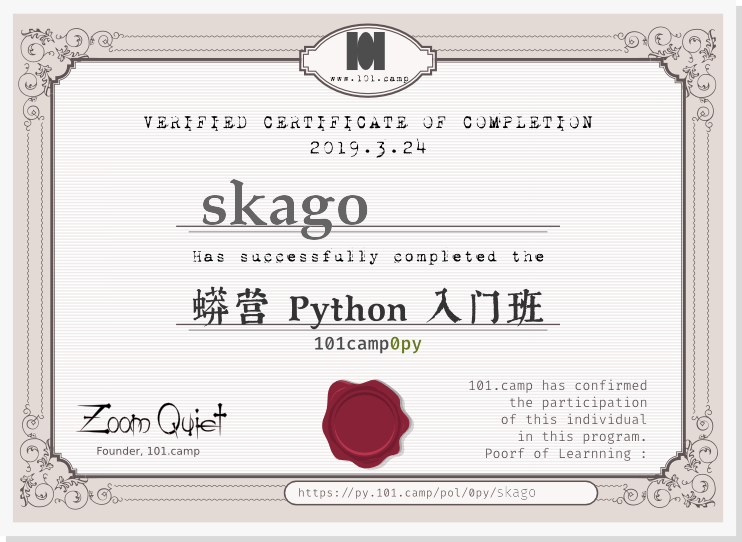 101
www.101.camp
VERIFIED CERTIFICATE OF COMPLETION
2019.3.24
skago
Has successfully completed the
蟒营 Python 入门班
101camp0py
Zoom Quiet
Founder, 101.camp
101.camp has confirmed
the participation
of this individual
in this program.
Poorf of Learnning :
https://py.101.camp/pol/0py/skago